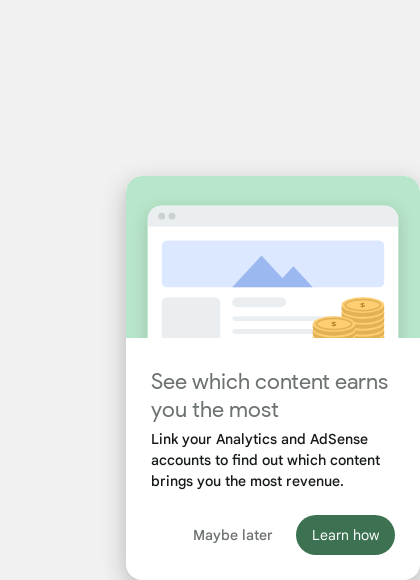 $
$
See which content earns
you the most
Link your Analytics and AdSense
accounts to find out which content
brings you the most revenue.
Maybe later Learn how